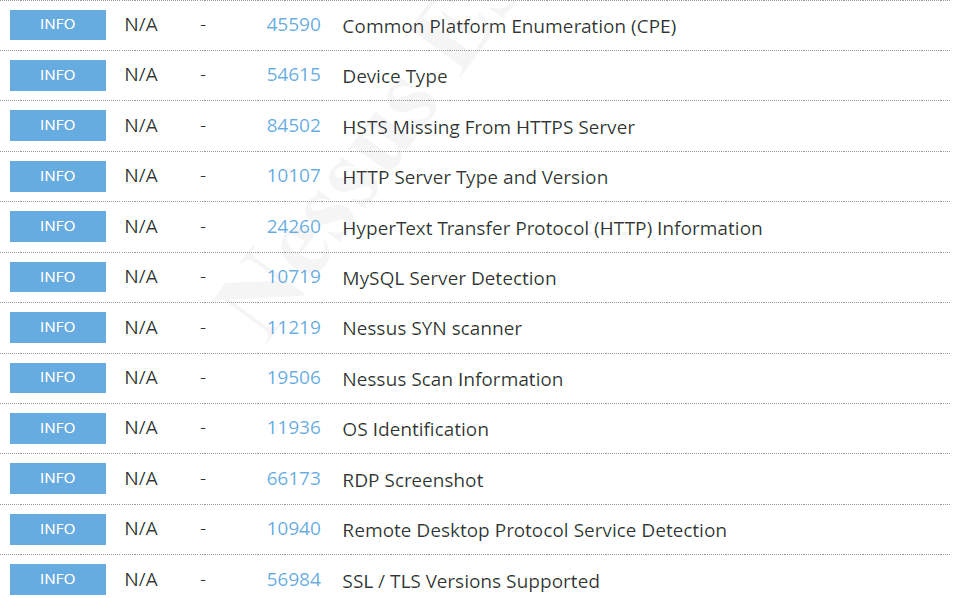 INFO N/A - 45590 Common Platform Enumeration (CPE)
INFO N/A - 54615 Device Type
INFO N/A - 84502 HSTS Missing From HTTPS Server
INFO N/A - 10107 HTTP Server Type and Version
INFO N/A - 24260 HyperText Transfer Protocol (HTTP) Information
INFO N/A - 10719 MySQL Server Detection
INFO N/A - 11219 Nessus SYN scanner
INFO N/A - 19506 Nessus Scan Information
INFO N/A - 11936 OS Identification
INFO N/A - 66173 RDP Screenshot
INFO N/A - 10940 Remote Desktop Protocol Service Detection
INFO N/A - 56984 SSL / TLS Versions Supported
Nessus